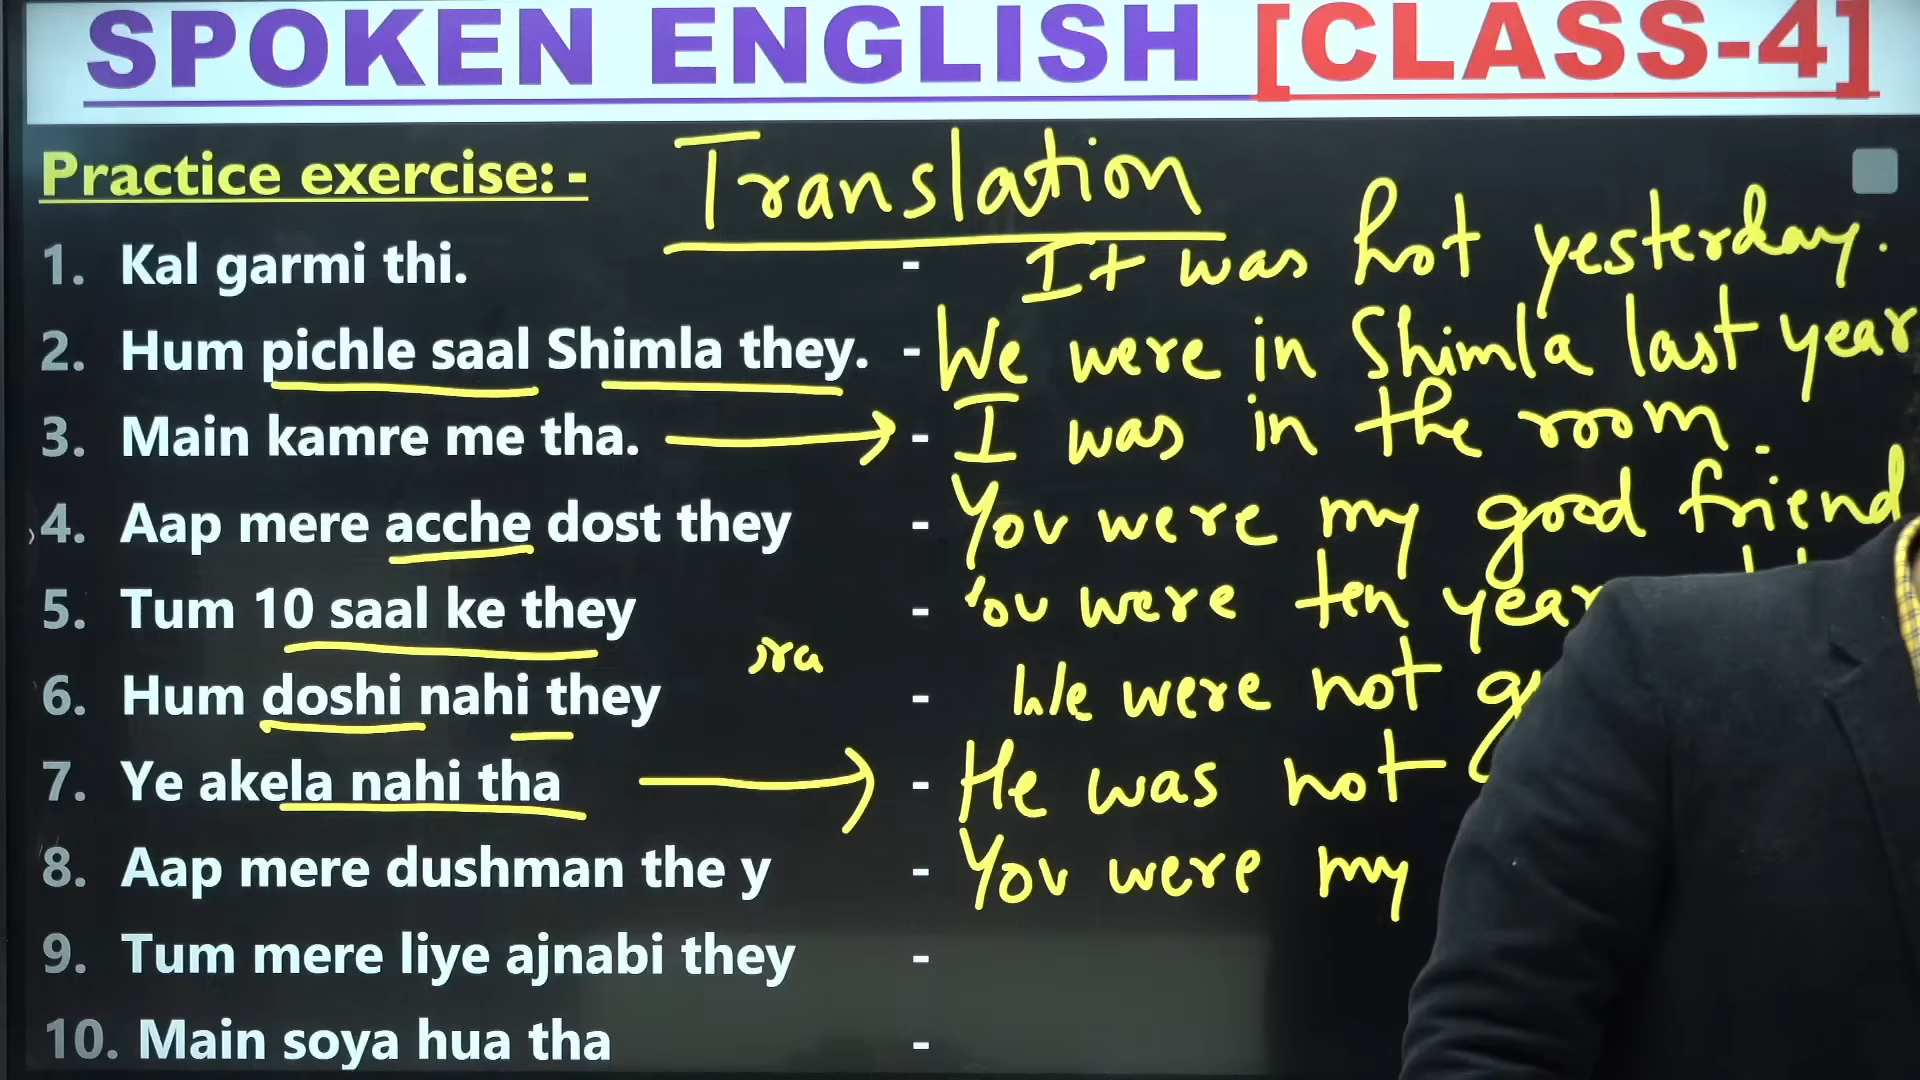 SPOKEN ENGLISH [CLASS-4]
Practice exercise: - Translation
1. Kal garmi thi. - It was hot yesterday.
2. Hum pichle saal Shimla they. - We were in Shimla last year
3. Main kamre me tha. - I was in the room.
4. Aap mere acche dost they - You were my good friend
5. Tum 10 saal ke they - You were ten year
6. Hum doshi nahi they - We were not
7. Ye akela nahi tha - He was not
8. Aap mere dushman the y - You were my
9. Tum mere liye ajnabi they -
10. Main soya hua tha -